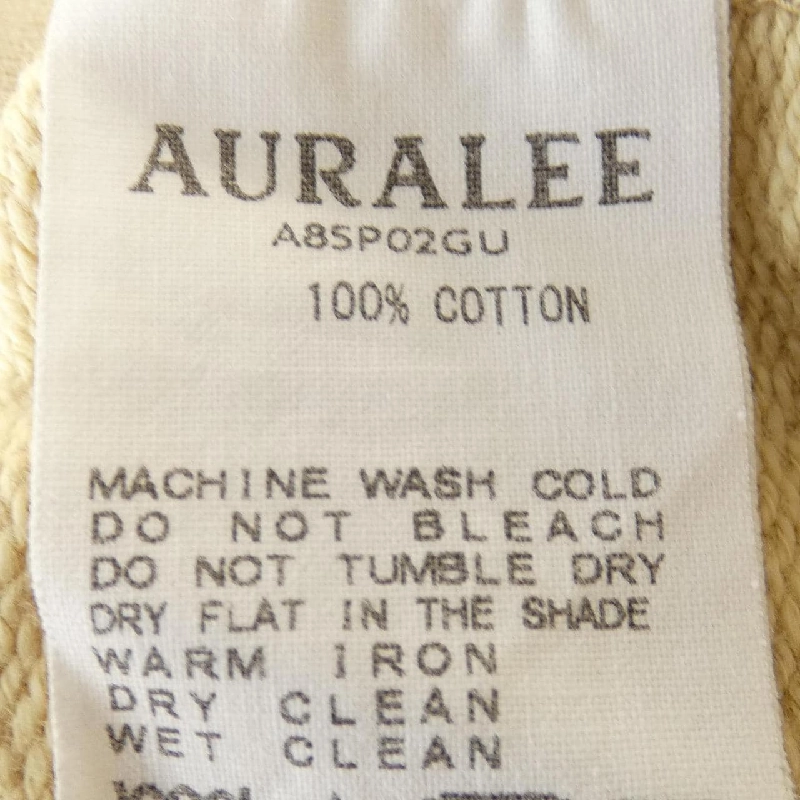 AURALEE
A8SP02GU
100% COTTON
MACHINE WASH COLD
DO NOT BLEACH
DO NOT TUMBLE DRY
DRY FLAT IN THE SHADE
WARM IRON
DRY CLEAN
WET CLEAN